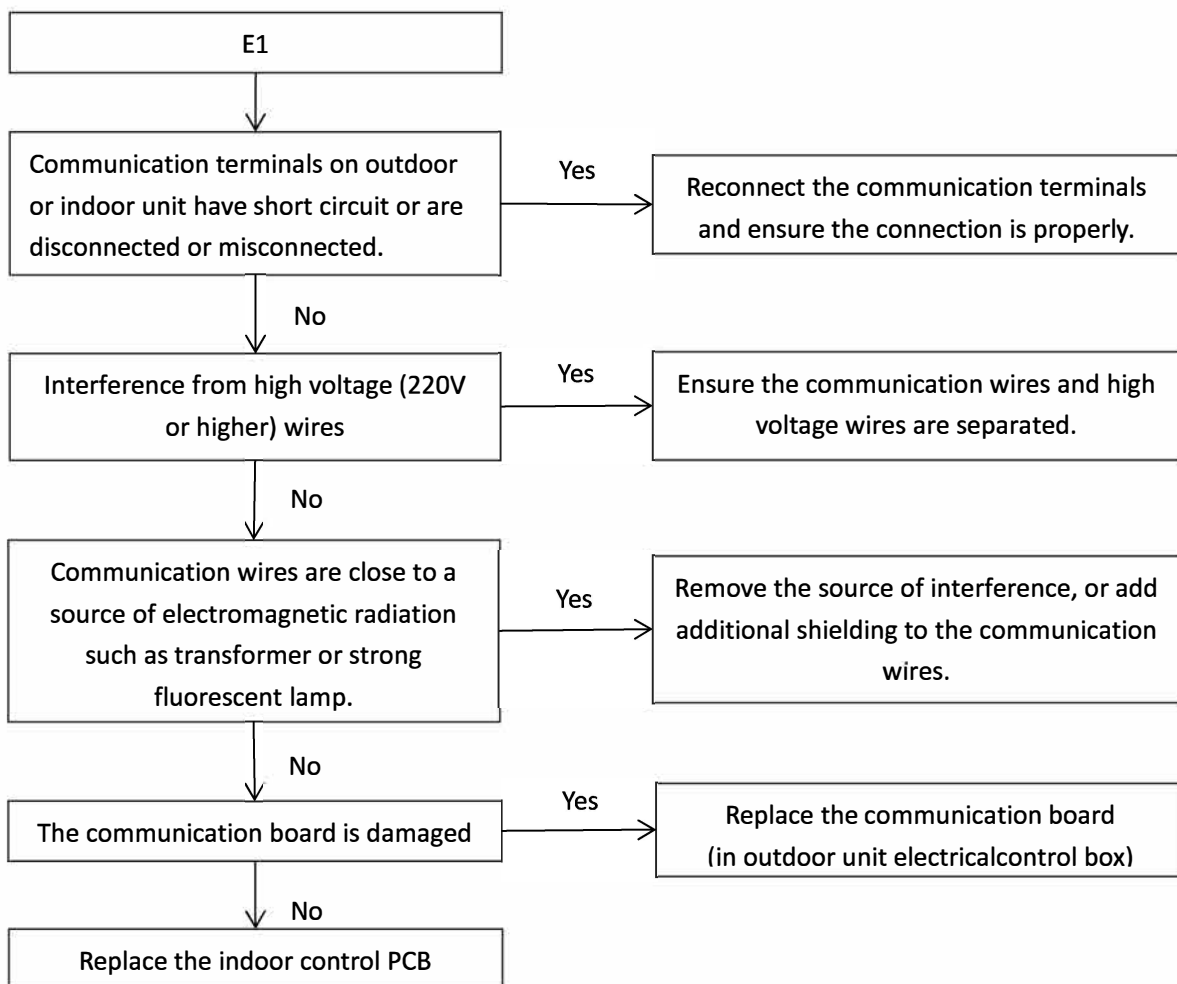 E1
Communication terminals on outdoor
or indoor unit have short circuit or are
disconnected or misconnected.
Yes
Reconnect the communication terminals
and ensure the connection is properly.
No
Interference from high voltage (220V
or higher) wires
Yes
Ensure the communication wires and high
voltage wires are separated.
No
Communication wires are close to a
source of electromagnetic radiation
such as transformer or strong
fluorescent lamp.
Yes
Remove the source of interference, or add
additional shielding to the communication
wires.
No
The communication board is damaged
Yes
Replace the communication board
(in outdoor unit electricalcontrol box)
No
Replace the indoor control PCB